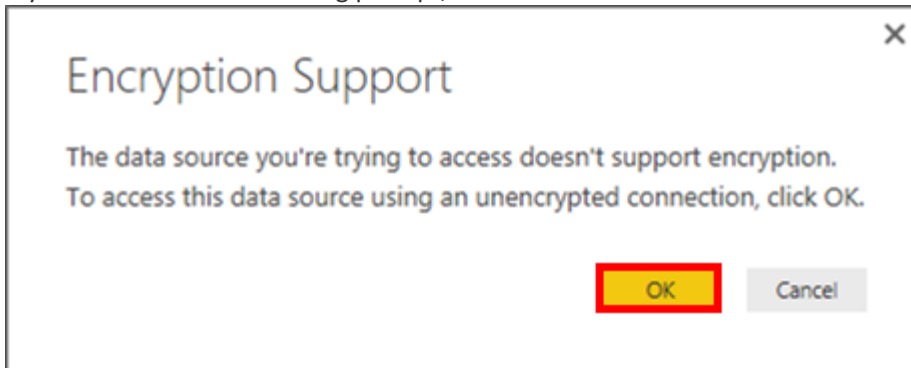 Encryption Support
The data source you're trying to access doesn't support encryption.
To access this data source using an unencrypted connection, click OK.
OK Cancel